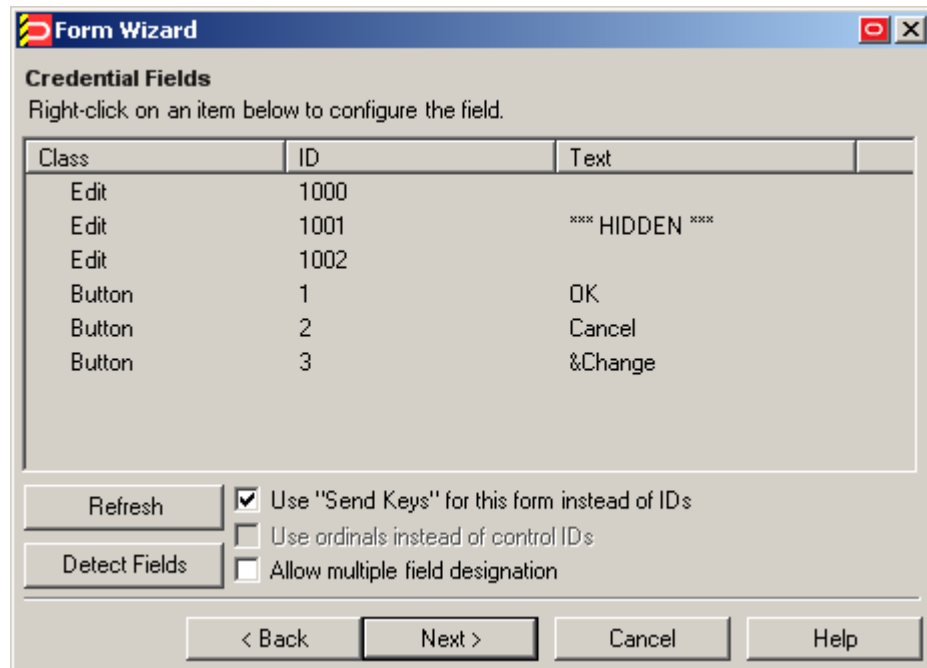 Form Wizard
Credential Fields
Right-click on an item below to configure the field.
Class ID Text
Edit 1000
Edit 1001 *** HIDDEN ***
Edit 1002
Button 1 OK
Button 2 Cancel
Button 3 &Change
Refresh
Use "Send Keys" for this form instead of IDs
Use ordinals instead of control IDs
Detect Fields
Allow multiple field designation
< Back Next > Cancel Help